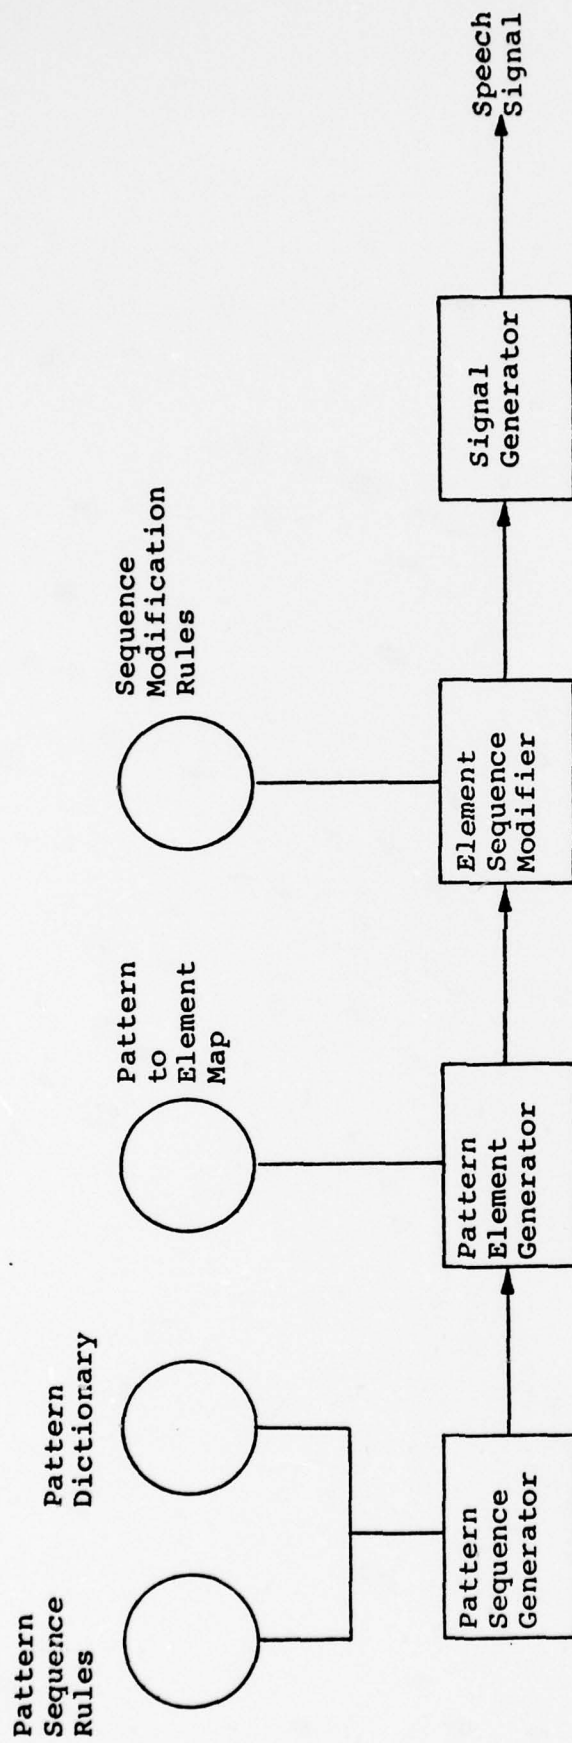 Pattern
Sequence
Rules
Pattern
Dictionary
Pattern
to
Element
Map
Sequence
Modification
Rules
Pattern
Sequence
Generator
Pattern
Element
Generator
Element
Sequence
Modifier
Signal
Generator
Speech
Signal